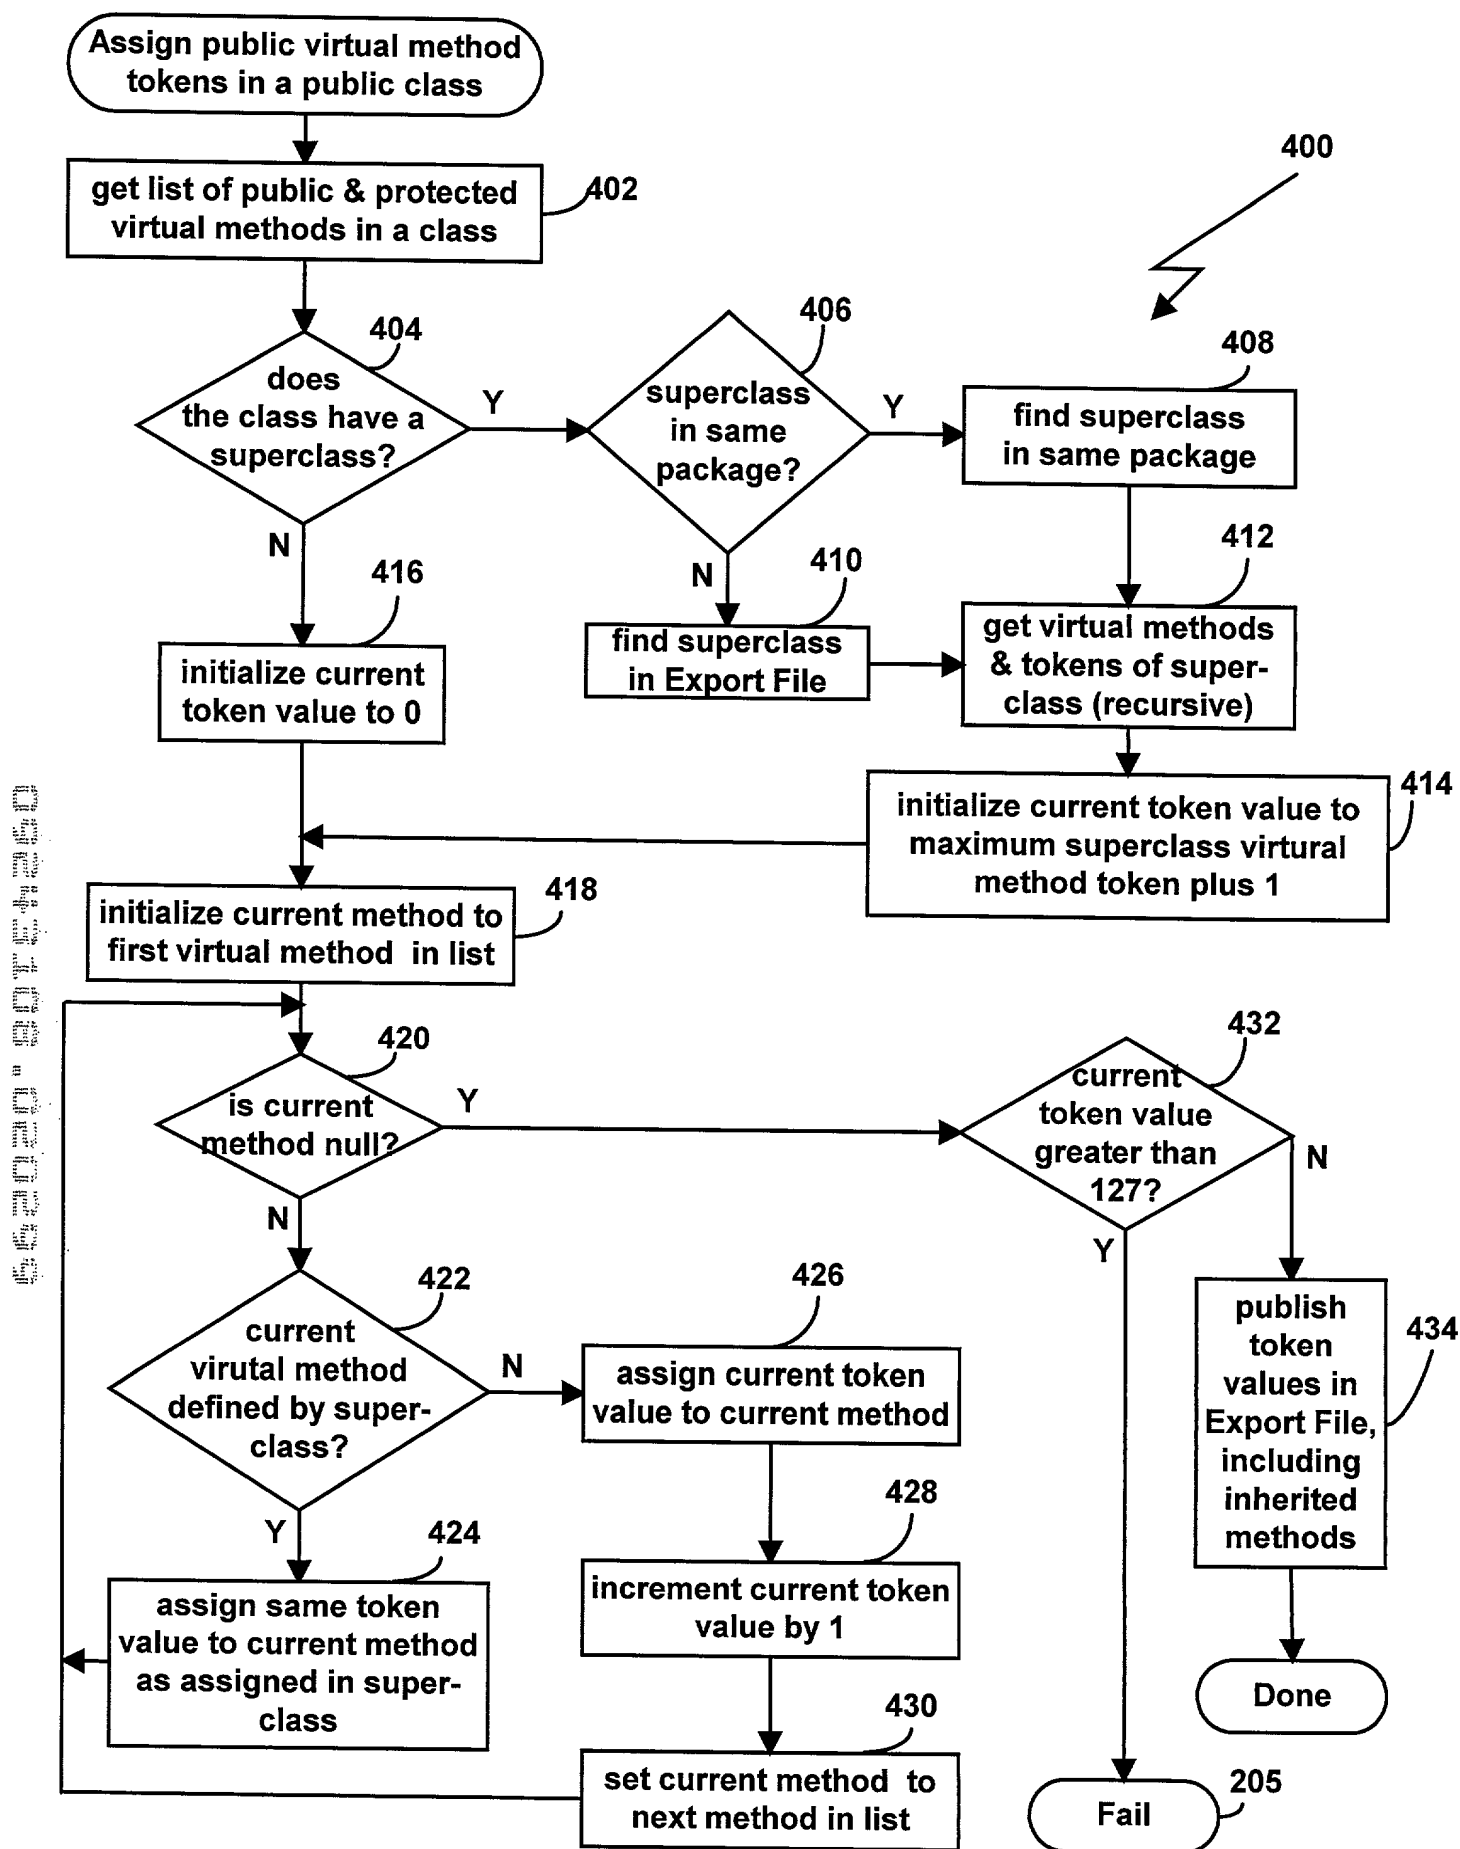 Assign public virtual method
tokens in a public class
400
get list of public & protected
virtual methods in a class
402
404
does
the class have a
superclass?
Y
N
406
superclass
in same
package?
Y
N
408
find superclass
in same package
410
find superclass
in Export File
412
get virtual methods
& tokens of super-
class (recursive)
416
initialize current
token value to 0
414
initialize current token value to
maximum superclass virtural
method token plus 1
418
initialize current method to
first virtual method in list
420
is current
method null?
Y
N
432
current
token value
greater than
127?
N
Y
422
current
virutal method
defined by super-
class?
N
Y
426
assign current token
value to current method
434
publish
token
values in
Export File,
including
inherited
methods
424
assign same token
value to current method
as assigned in super-
class
428
increment current token
value by 1
430
set current method to
next method in list
Done
Fail
205